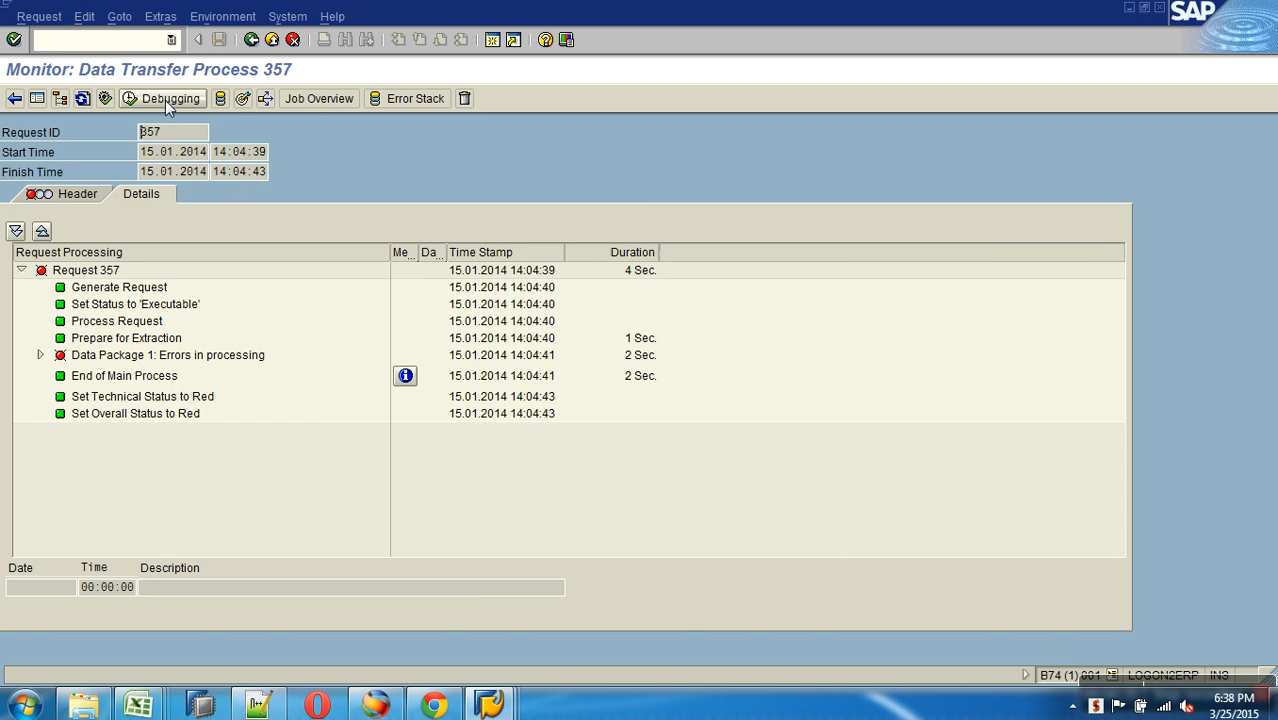 Request Edit Goto Extras Environment System Help
SAP
Monitor: Data Transfer Process 357
Debugging Job Overview Error Stack
Request ID 357
Start Time 15.01.2014 14:04:39
Finish Time 15.01.2014 14:04:43
Header Details
Request Processing Me... Da... Time Stamp Duration
Request 357 15.01.2014 14:04:39 4 Sec.
Generate Request 15.01.2014 14:04:40
Set Status to 'Executable' 15.01.2014 14:04:40
Process Request 15.01.2014 14:04:40
Prepare for Extraction 15.01.2014 14:04:40 1 Sec.
Data Package 1: Errors in processing 15.01.2014 14:04:41 2 Sec.
End of Main Process 15.01.2014 14:04:41 2 Sec.
Set Technical Status to Red 15.01.2014 14:04:43
Set Overall Status to Red 15.01.2014 14:04:43
Date Time Description
00:00:00
B74 (1) 001 LOGON2ERP INS
6:38 PM
3/25/2015